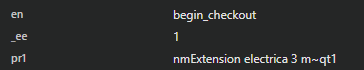 en begin_checkout
_ee 1
pr1 nmExtension electrica 3 m~qt1